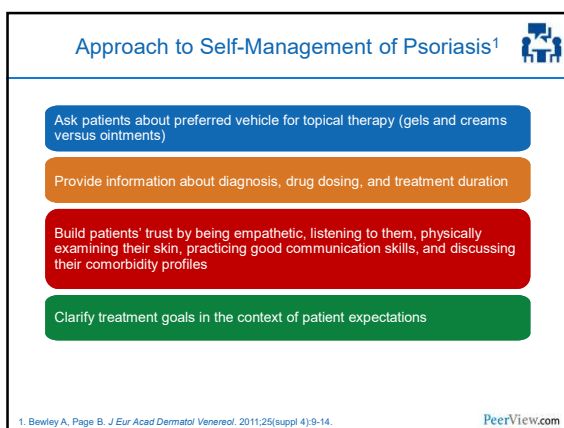 Approach to Self-Management of Psoriasis¹
Ask patients about preferred vehicle for topical therapy (gels and creams
versus ointments)
Provide information about diagnosis, drug dosing, and treatment duration
Build patients' trust by being empathetic, listening to them, physically
examining their skin, practicing good communication skills, and discussing
their comorbidity profiles
Clarify treatment goals in the context of patient expectations
1. Bewley A, Page B. J Eur Acad Dermatol Venereol. 2011;25(suppl 4):9-14.
PeerView.com